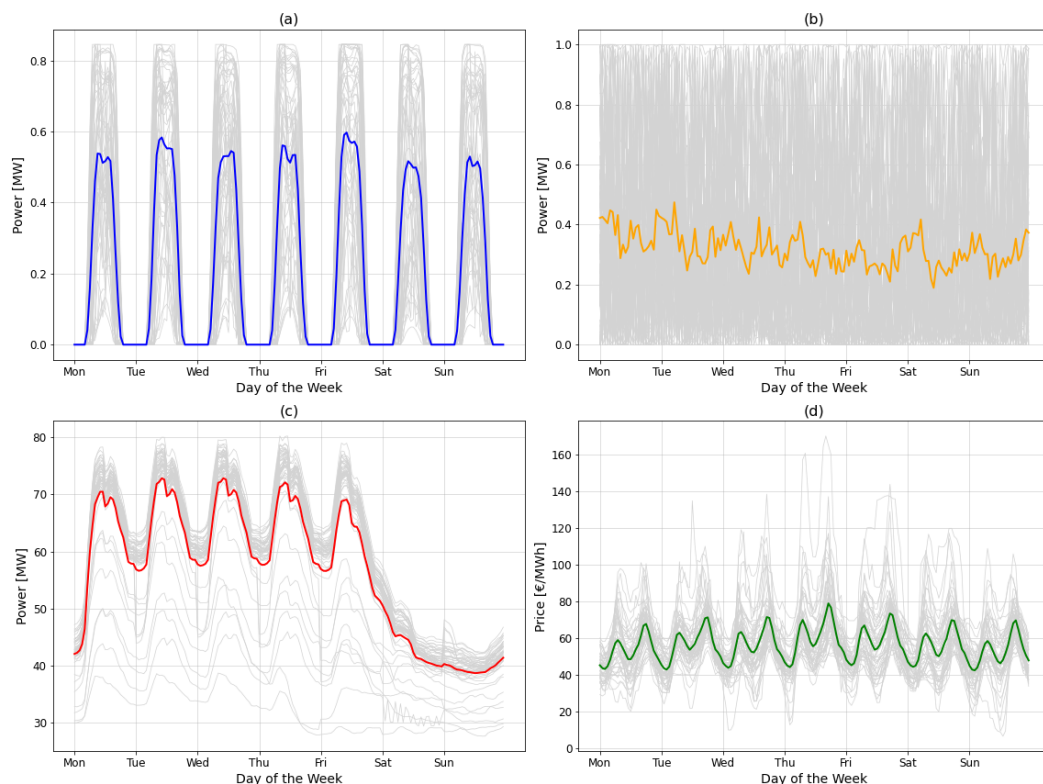 (a)
Power [MW]
0.8
0.6
0.4
0.2
0.0
Mon Tue Wed Thu Fri Sat Sun
Day of the Week
(b)
Power [MW]
1.0
0.8
0.6
0.4
0.2
0.0
Mon Tue Wed Thu Fri Sat Sun
Day of the Week
(c)
Power [MW]
80
70
60
50
40
30
Mon Tue Wed Thu Fri Sat Sun
Day of the Week
(d)
Price [€/MWh]
160
140
120
100
80
60
40
20
0
Mon Tue Wed Thu Fri Sat Sun
Day of the Week